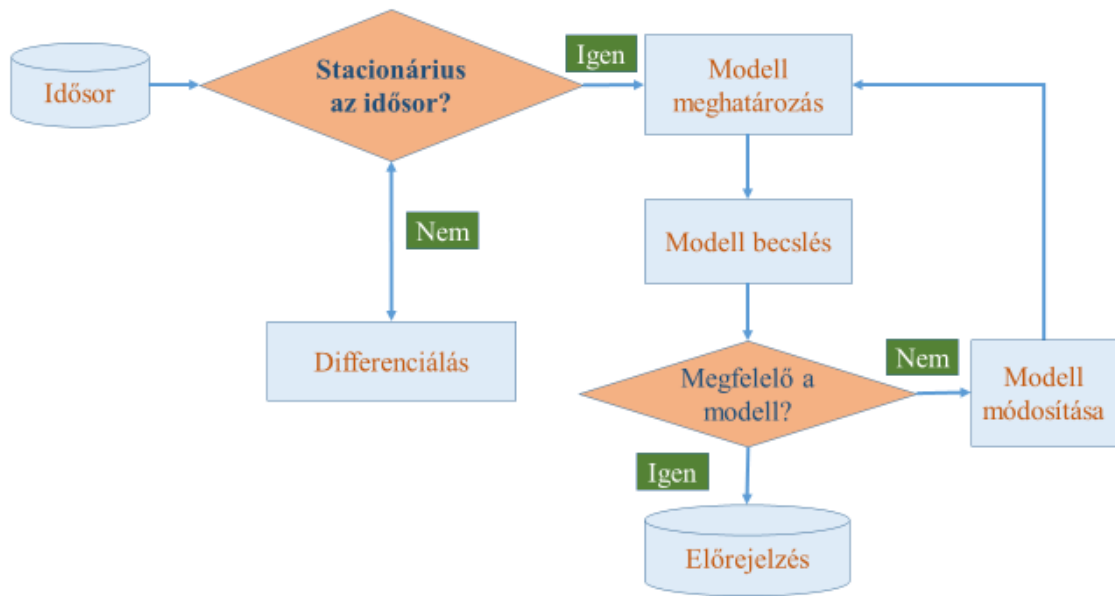 Idősor
Stacionárius
az idősor?
Igen
Modell
meghatározás
Nem
Differenciálás
Modell becslés
Megfelelő a
modell?
Nem
Modell
módosítása
Igen
Előrejelzés